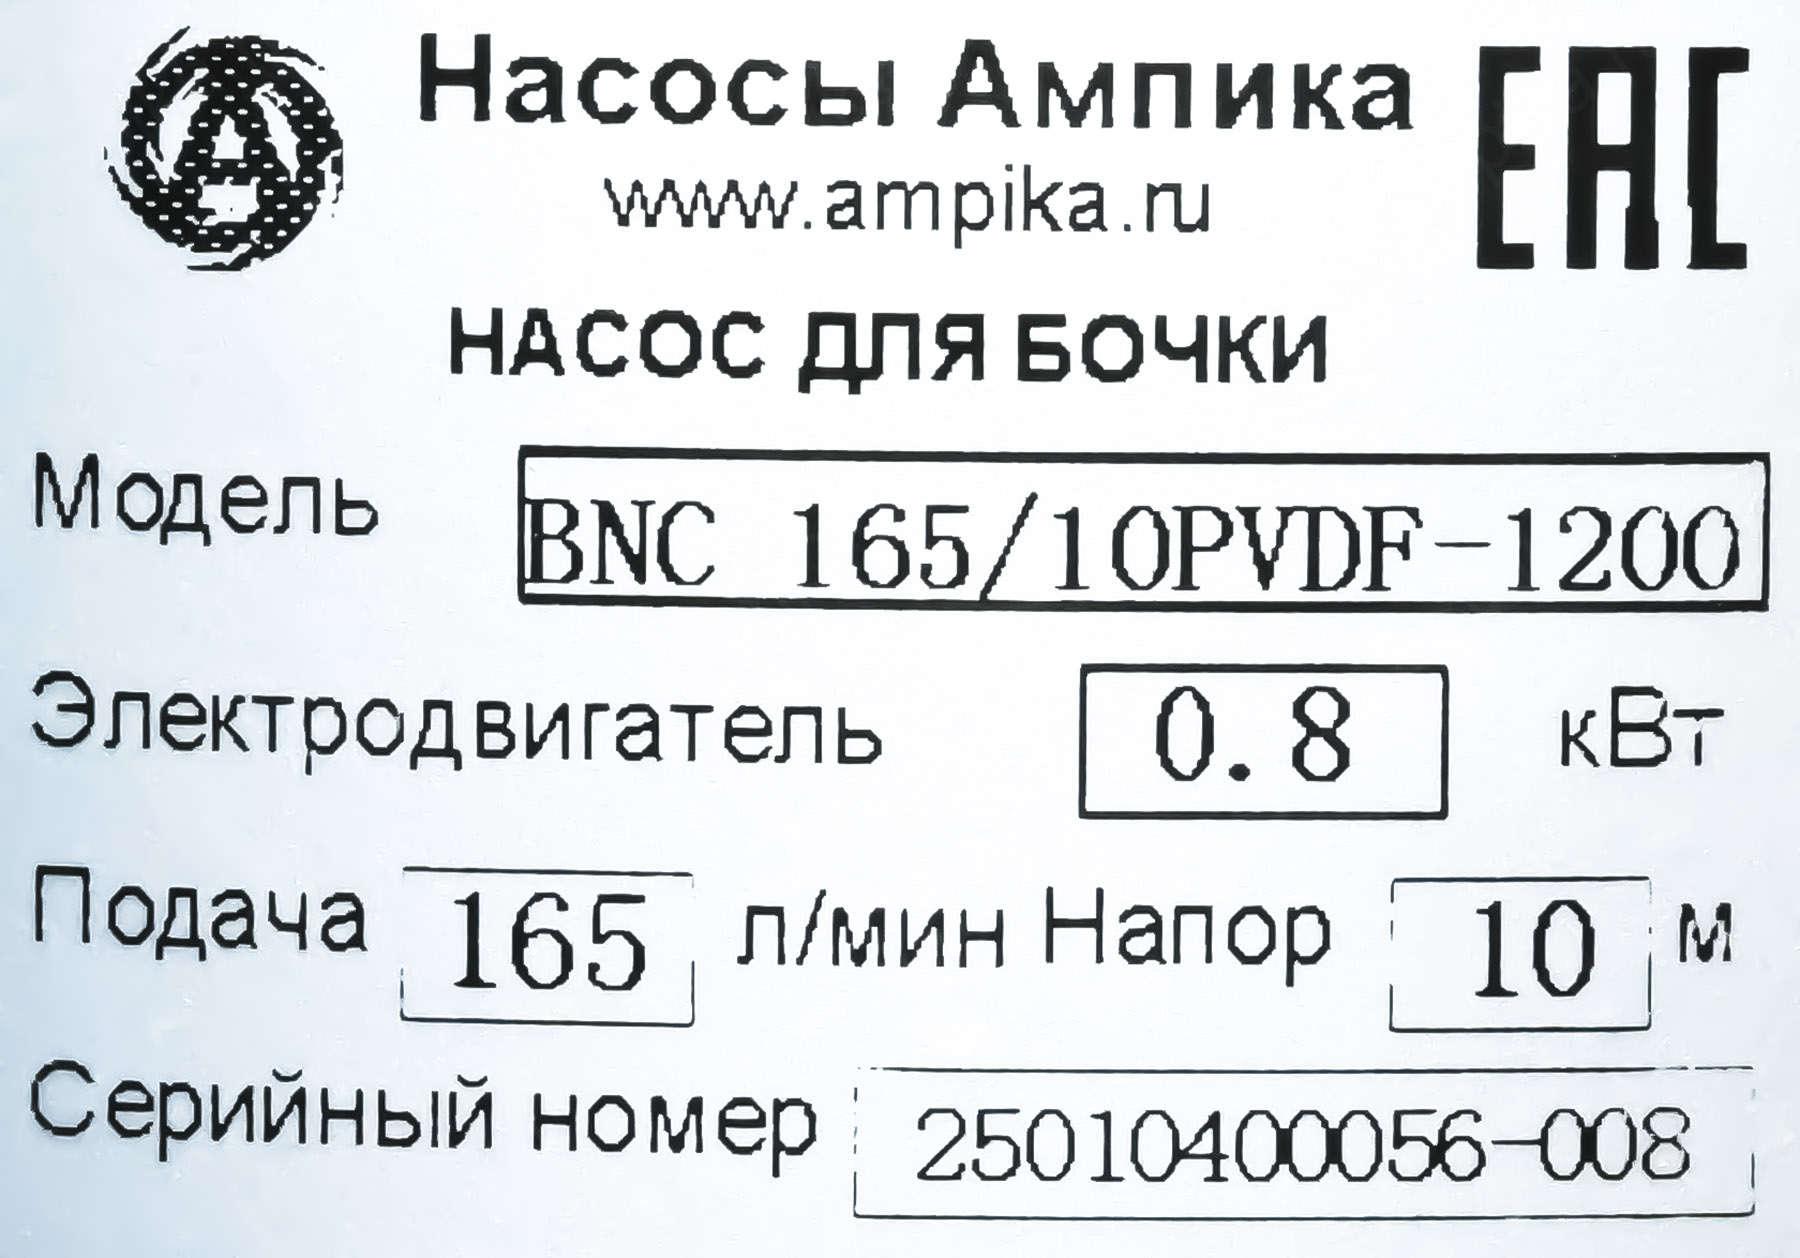 Насосы Ампика
EAC
www.ampika.ru
НАСОС ДЛЯ БОЧКИ
Модель BNC 165/10PVDF-1200
Электродвигатель 0.8 кВт
Подача 165 л/мин Напор 10 м
Серийный номер 25010400056-008